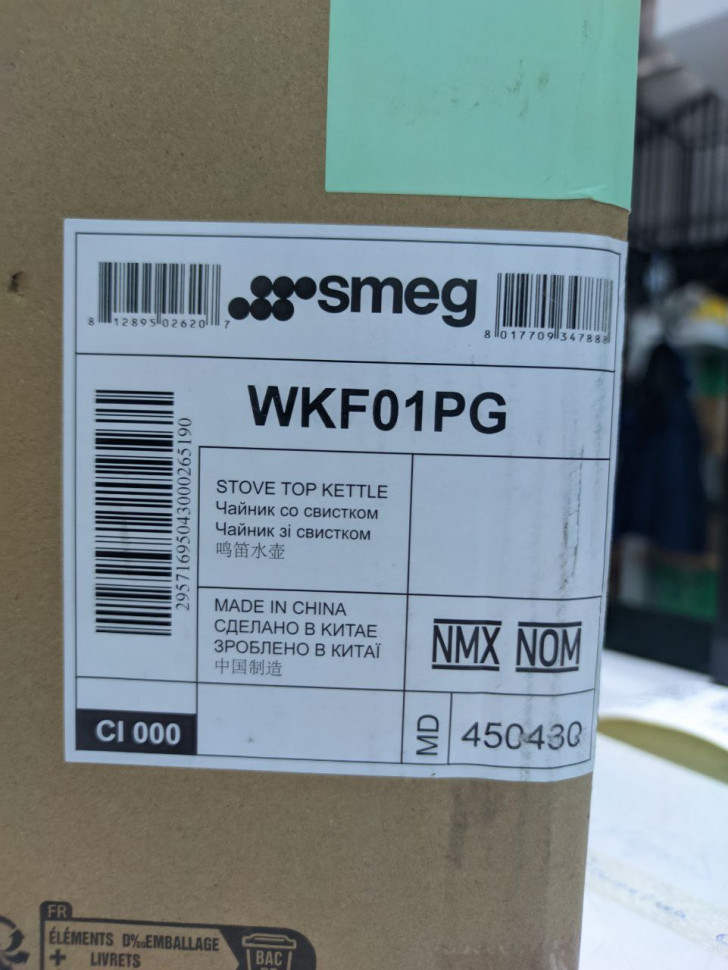 smeg
8 12895 02620 7
8 017709 347888
WKF01PG
29571695043000265190
STOVE TOP KETTLE
Чайник со свистком
Чайник зі свистком
鸣笛水壶
MADE IN CHINA
СДЕЛАНО В КИТАЕ
ЗРОБЛЕНО В КИТАЇ
中国制造
NMX NOM
CI 000
MD
450430
FR
ÉLÉMENTS D‰EMBALLAGE
+ LIVRETS
BAC